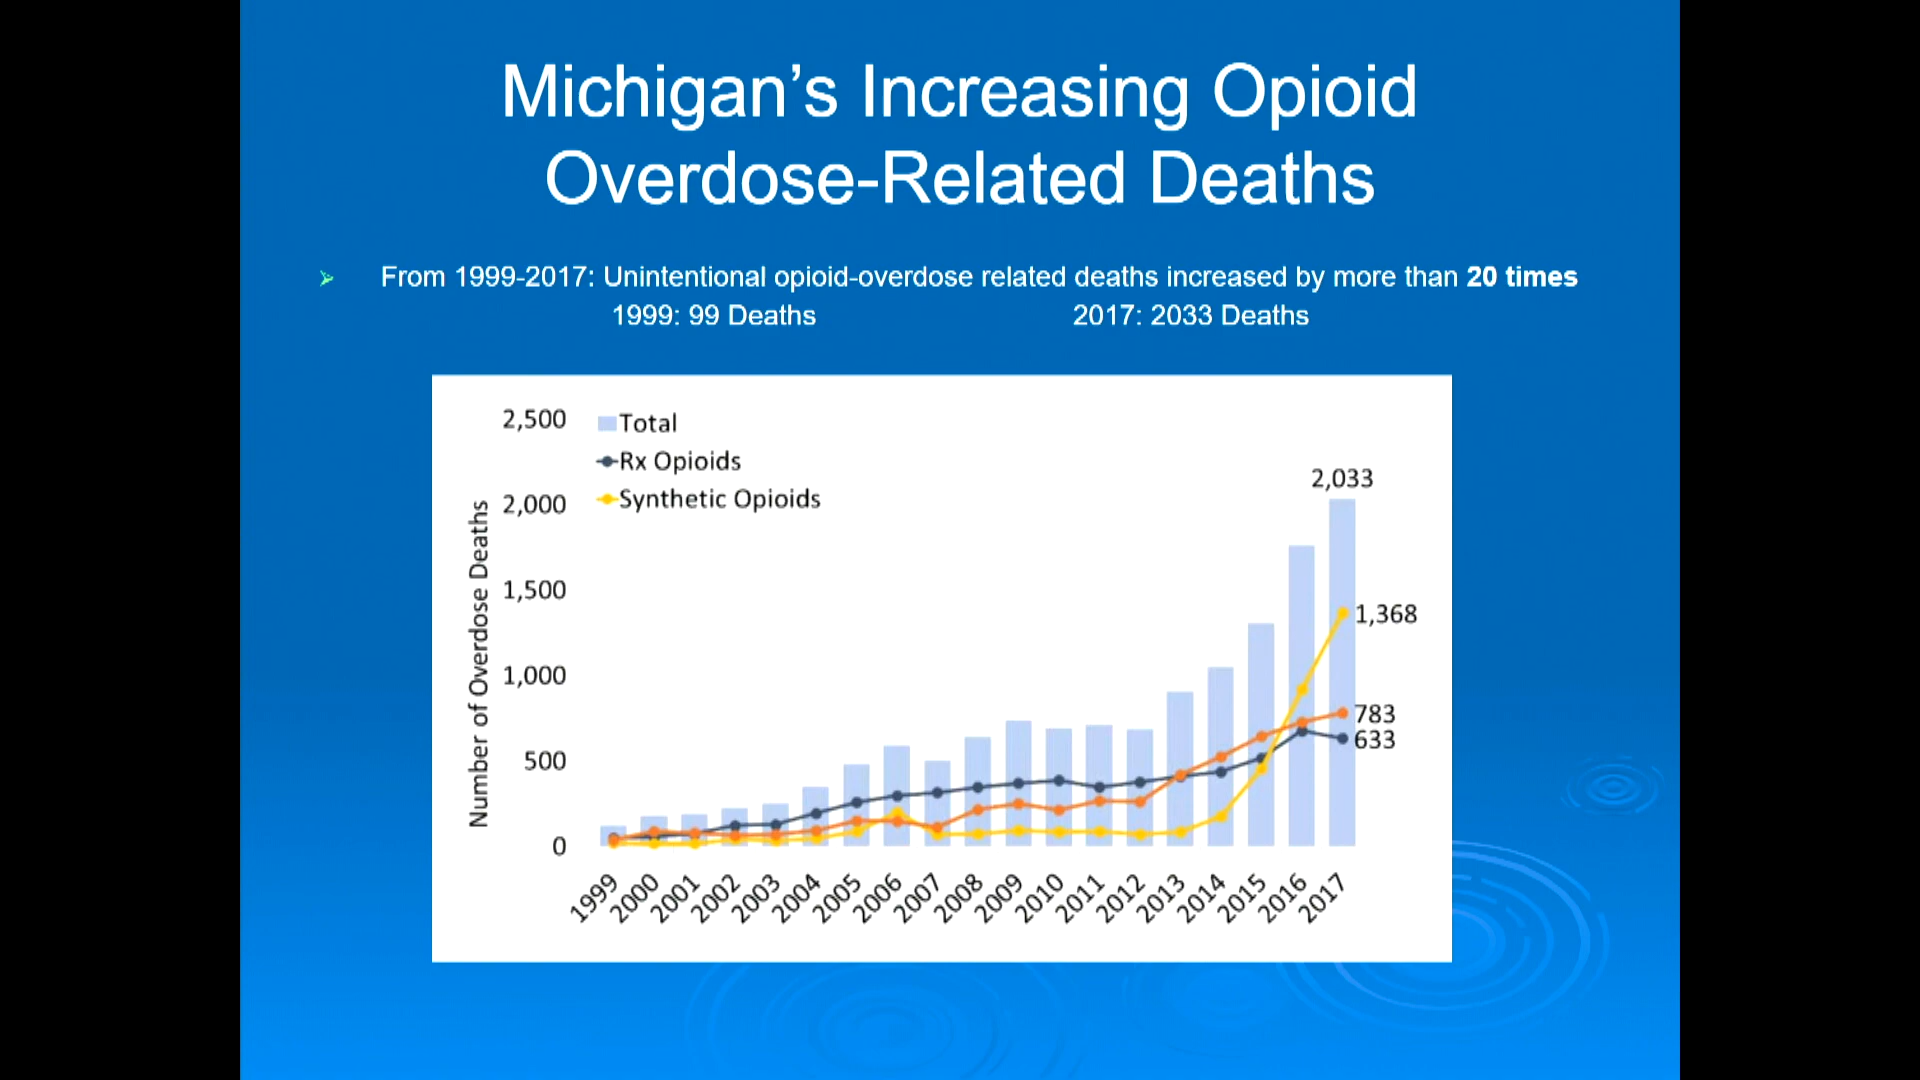 Michigan's Increasing Opioid
Overdose-Related Deaths
From 1999-2017: Unintentional opioid-overdose related deaths increased by more than 20 times
1999: 99 Deaths 2017: 2033 Deaths
Number of Overdose Deaths
2,500
2,000
1,500
1,000
500
0
Total
Rx Opioids
Synthetic Opioids
2,033
1,368
783
633
1999 2000 2001 2002 2003 2004 2005 2006 2007 2008 2009 2010 2011 2012 2013 2014 2015 2016 2017